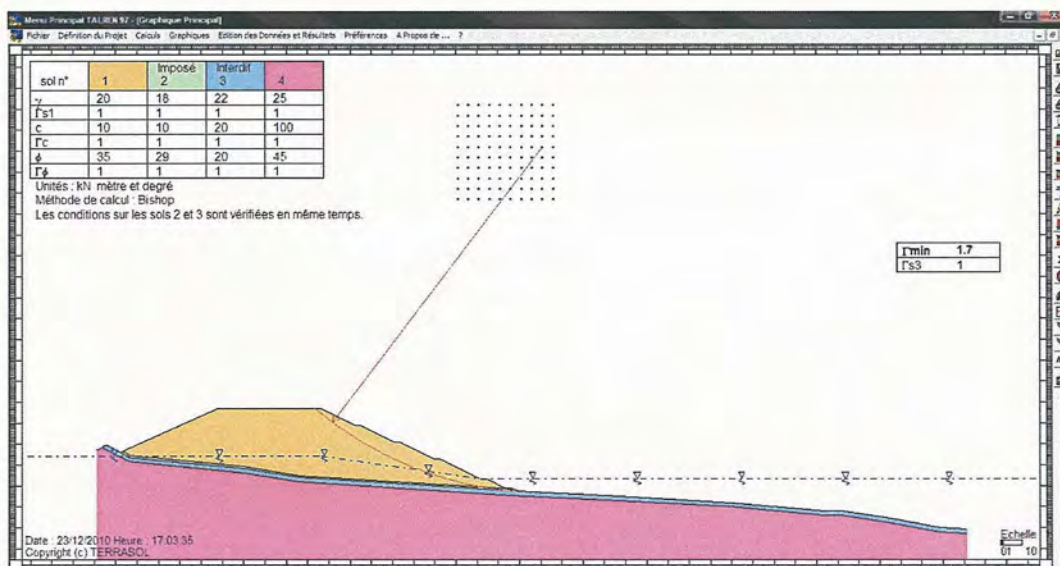 Menu Principal TALREN 97 - [Graphique Principal]
Fichier Définition du Projet Calculs Graphiques Edition des Données et Résultats Préférences A Propos de ... ?
sol n° 1 Imposé 2 Interdit 3 4
γ 20 18 22 25
Γs1 1 1 1 1
c 10 10 20 100
Γc 1 1 1 1
ϕ 35 29 20 45
Γϕ 1 1 1 1
Unités : kN mètre et degré
Méthode de calcul : Bishop
Les conditions sur les sols 2 et 3 sont vérifiées en même temps.
Γmin 1.7
Γs3 1
Date : 23/12/2010 Heure : 17:03:35
Copyright (c) TERRASOL
Echelle
01 10